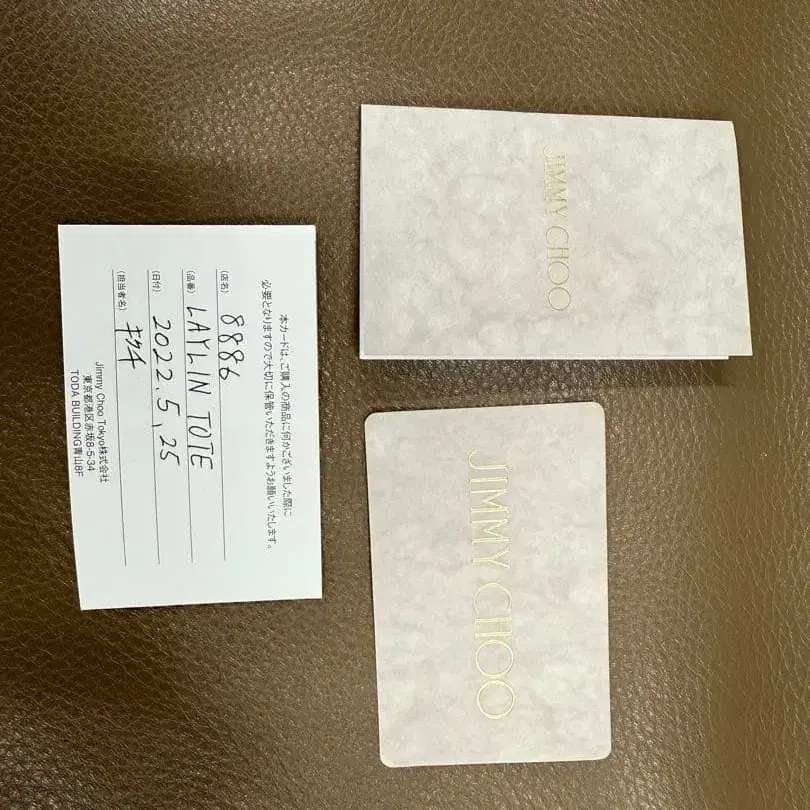 本カードは、ご購入の商品に何かございました際に
必要となりますので大切に保管いただきますようお願いいたします。
(店名) 8886
(品番) LAYLIN TOTE
(日付) 2022.5,25
(担当者名) キクチ
Jimmy Choo Tokyo株式会社
東京都港区赤坂8-5-34
TODA BUILDING青山8F
JIMMY CHOO
JIMMY CHOO